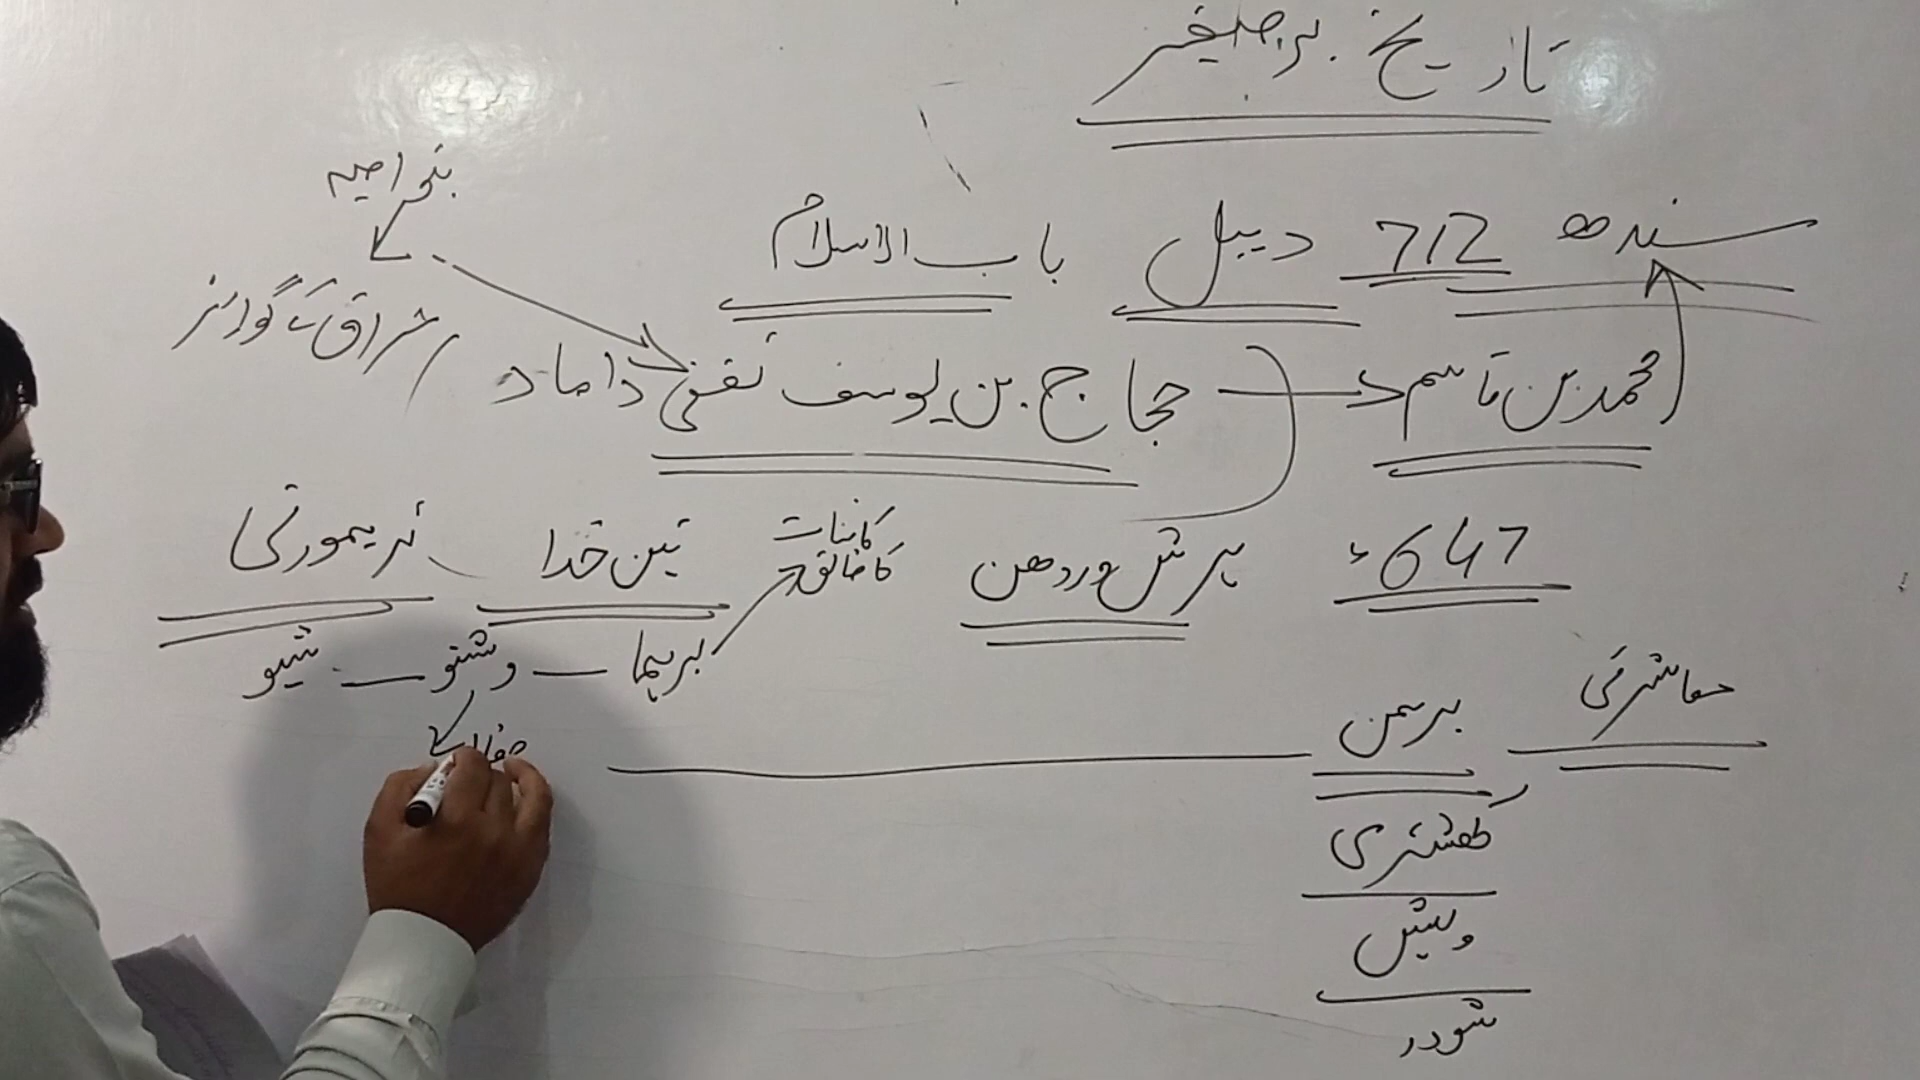 تاریخ برصغیر
سندھ 712 دیبل باب الاسلام
بنو امیہ
محمد بن قاسم حجاج بن یوسف ثقفی داماد
عراق کے گورنر
647ء ہرش وردھن
کائنات
کا خالق
تین خدا تریمورتی
برہما وشنو شیو
معاشرتی
برہمن
کھشتری
ویش
شودر